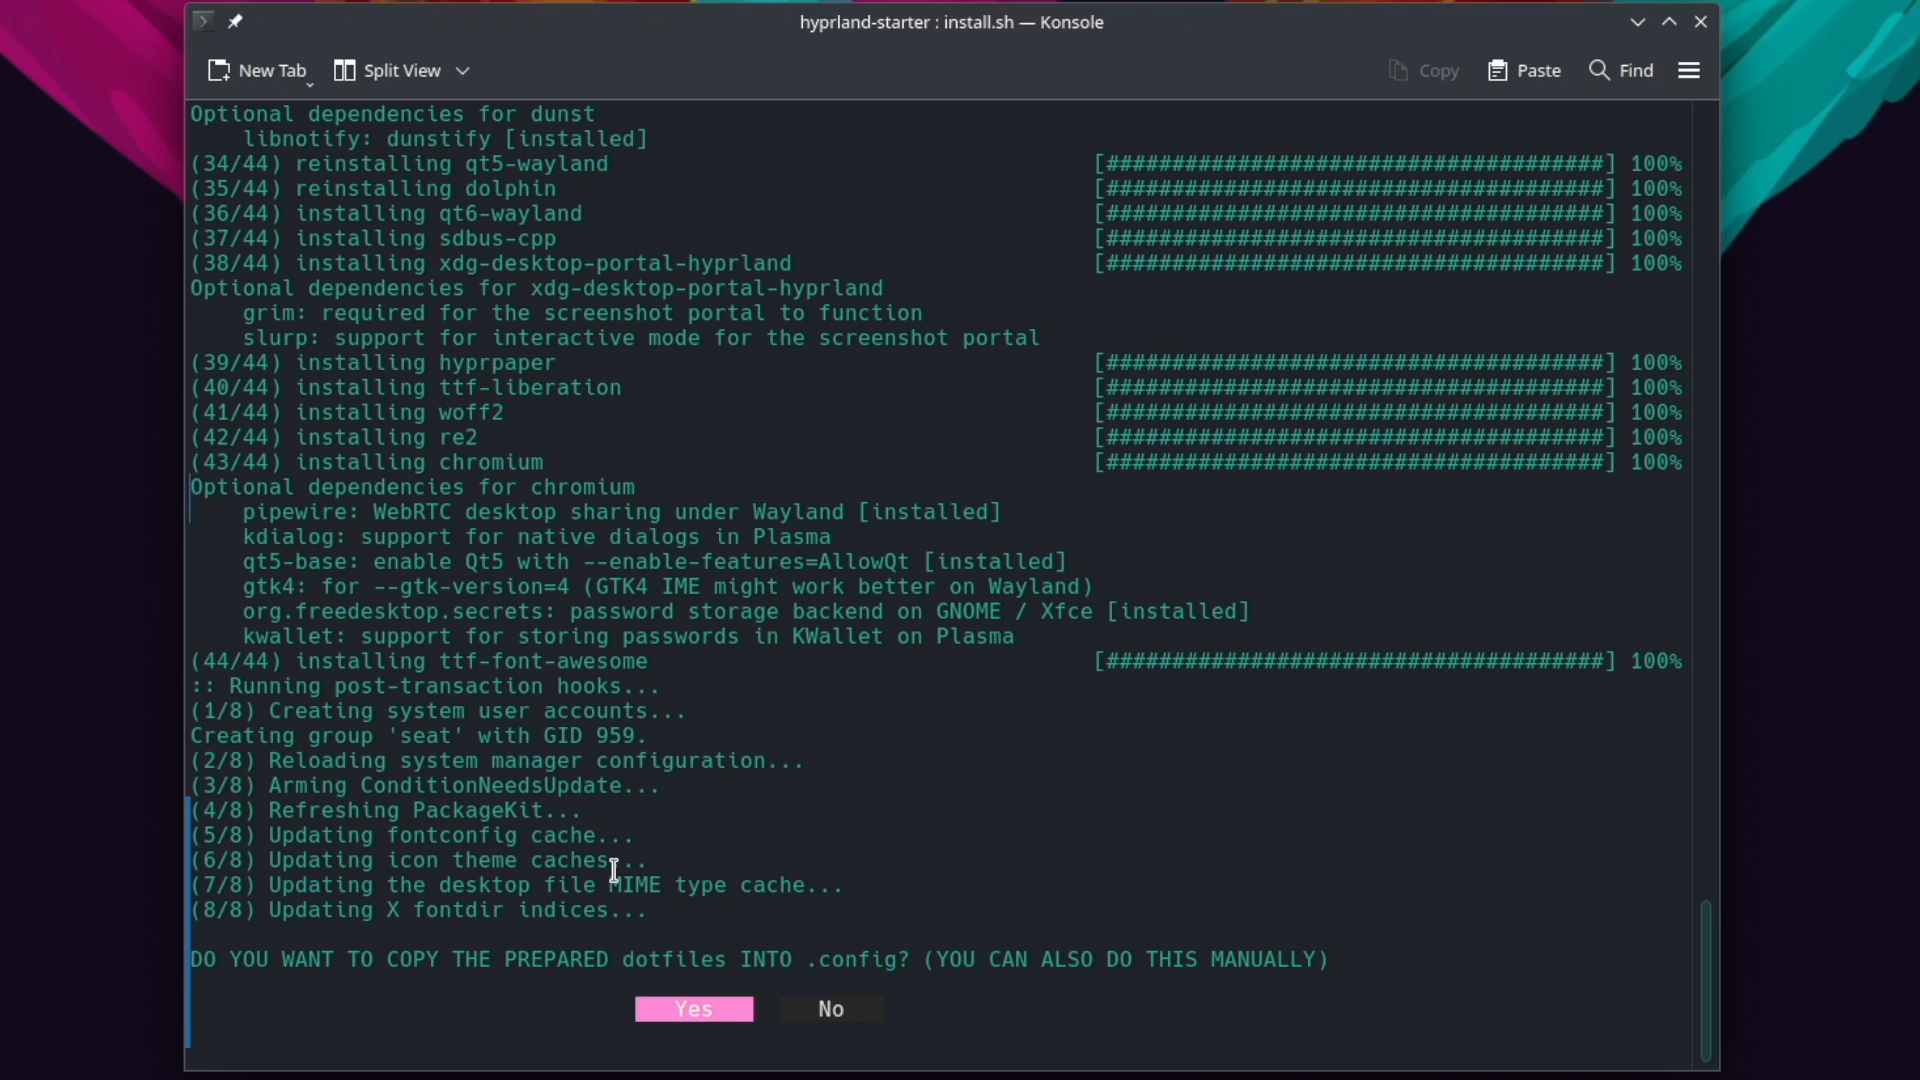 hyprland-starter : install.sh — Konsole
New Tab Split View Copy Paste Find
Optional dependencies for dunst
libnotify: dunstify [installed]
(34/44) reinstalling qt5-wayland [######################################] 100%
(35/44) reinstalling dolphin [######################################] 100%
(36/44) installing qt6-wayland [######################################] 100%
(37/44) installing sdbus-cpp [######################################] 100%
(38/44) installing xdg-desktop-portal-hyprland [######################################] 100%
Optional dependencies for xdg-desktop-portal-hyprland
grim: required for the screenshot portal to function
slurp: support for interactive mode for the screenshot portal
(39/44) installing hyprpaper [######################################] 100%
(40/44) installing ttf-liberation [######################################] 100%
(41/44) installing woff2 [######################################] 100%
(42/44) installing re2 [######################################] 100%
(43/44) installing chromium [######################################] 100%
Optional dependencies for chromium
pipewire: WebRTC desktop sharing under Wayland [installed]
kdialog: support for native dialogs in Plasma
qt5-base: enable Qt5 with --enable-features=AllowQt [installed]
gtk4: for --gtk-version=4 (GTK4 IME might work better on Wayland)
org.freedesktop.secrets: password storage backend on GNOME / Xfce [installed]
kwallet: support for storing passwords in KWallet on Plasma
(44/44) installing ttf-font-awesome [######################################] 100%
:: Running post-transaction hooks...
(1/8) Creating system user accounts...
Creating group 'seat' with GID 959.
(2/8) Reloading system manager configuration...
(3/8) Arming ConditionNeedsUpdate...
(4/8) Refreshing PackageKit...
(5/8) Updating fontconfig cache...
(6/8) Updating icon theme caches...
(7/8) Updating the desktop file MIME type cache...
(8/8) Updating X fontdir indices...
DO YOU WANT TO COPY THE PREPARED dotfiles INTO .config? (YOU CAN ALSO DO THIS MANUALLY)
Yes No